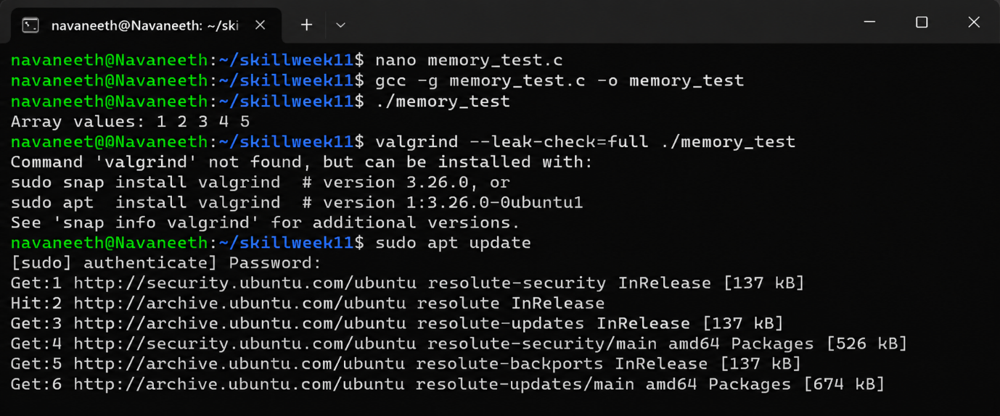 navaneeth@Navaneeth: ~/ski
navaneeth@Navaneeth:~/skillweek11$ nano memory_test.c
navaneeth@Navaneeth:~/skillweek11$ gcc -g memory_test.c -o memory_test
navaneeth@Navaneeth:~/skillweek11$ ./memory_test
Array values: 1 2 3 4 5
navaneet@@Navaneeth:~/skillweek11$ valgrind --leak-check=full ./memory_test
Command 'valgrind' not found, but can be installed with:
sudo snap install valgrind  # version 3.26.0, or
sudo apt  install valgrind  # version 1:3.26.0-0ubuntu1
See 'snap info valgrind' for additional versions.
navaneeth@Navaneeth:~/skillweek11$ sudo apt update
[sudo] authenticate] Password:
Get:1 http://security.ubuntu.com/ubuntu resolute-security InRelease [137 kB]
Hit:2 http://archive.ubuntu.com/ubuntu resolute InRelease
Get:3 http://archive.ubuntu.com/ubuntu resolute-updates InRelease [137 kB]
Get:4 http://security.ubuntu.com/ubuntu resolute-security/main amd64 Packages [526 kB]
Get:5 http://archive.ubuntu.com/ubuntu resolute-backports InRelease [137 kB]
Get:6 http://archive.ubuntu.com/ubuntu resolute-updates/main amd64 Packages [674 kB]